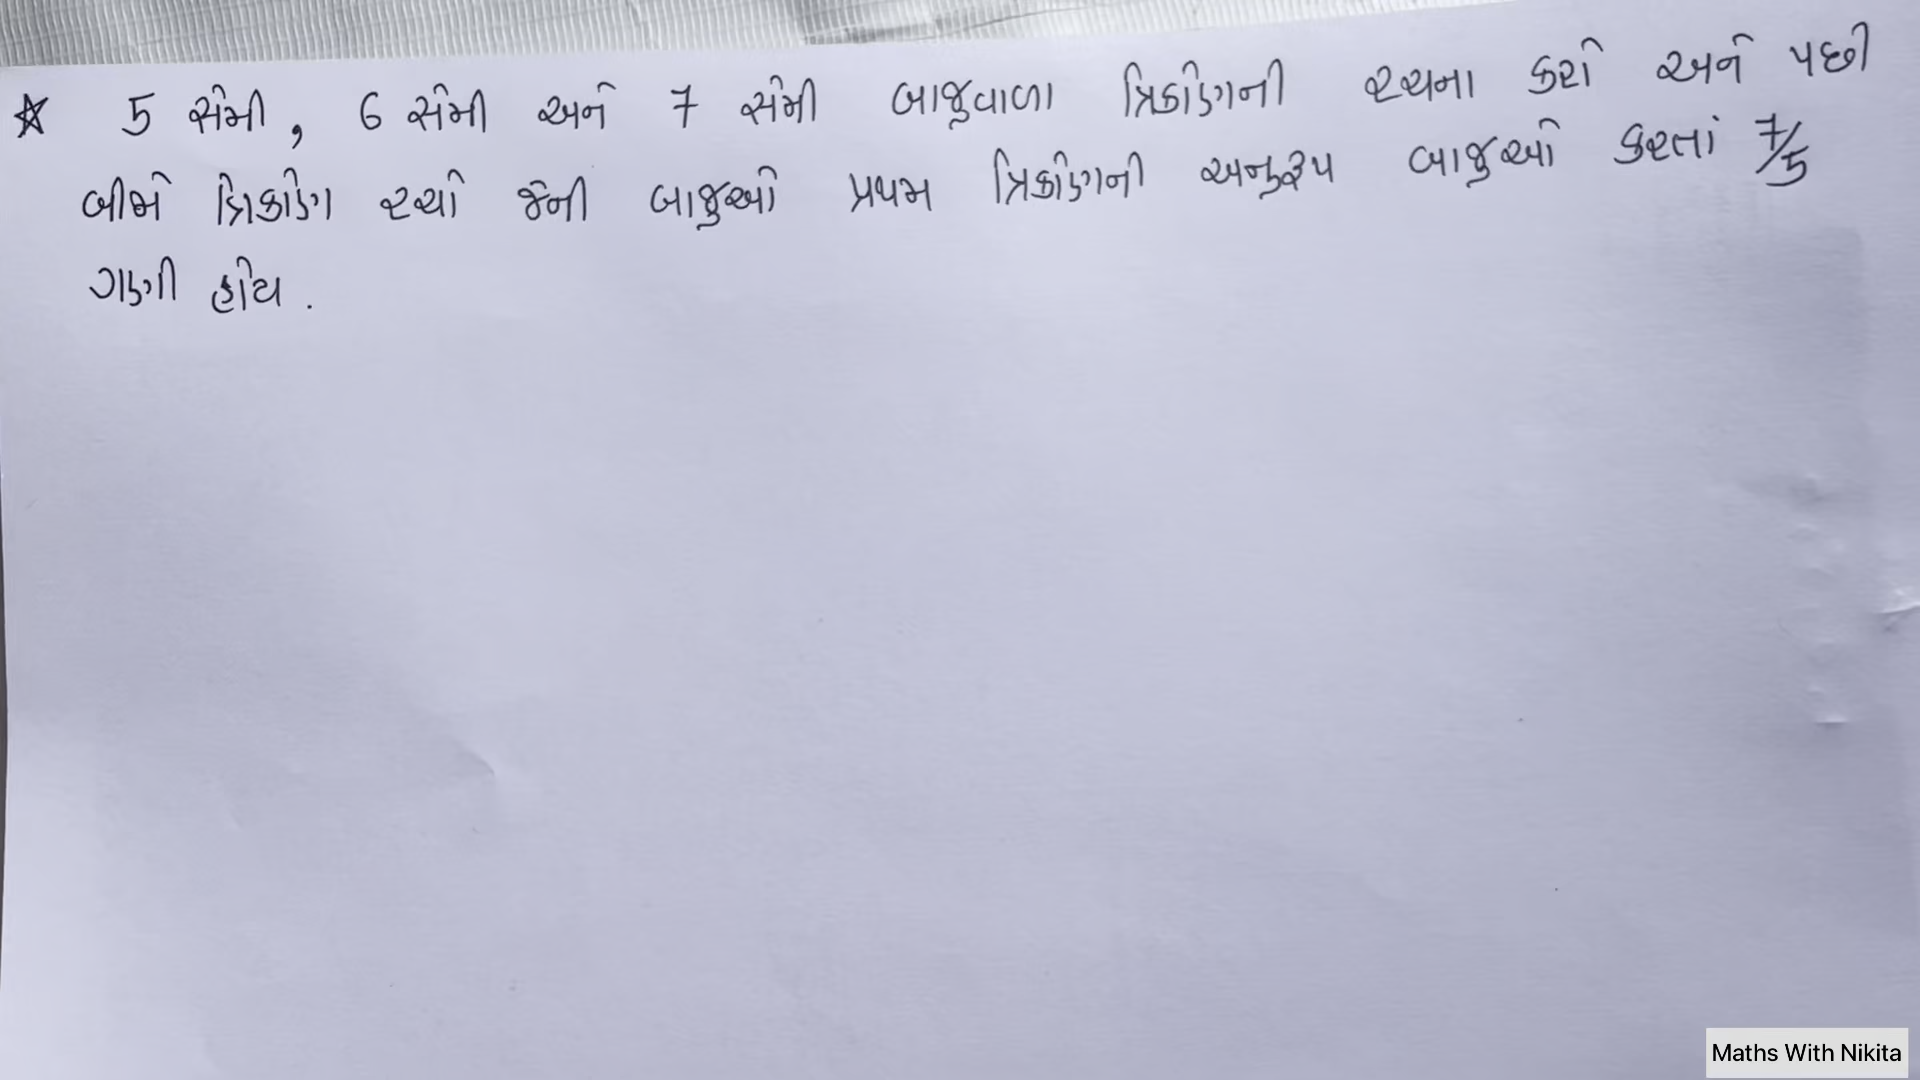 ☆ 5 સેમી, 6 સેમી અને 7 સેમી બાજુવાળા ત્રિકોણની રચના કરો અને પછી
બીજો ત્રિકોણ રચો જેની બાજુઓ પ્રથમ ત્રિકોણની અનુરૂપ બાજુઓ કરતાં 7/5
ગણી હોય.
Maths With Nikita